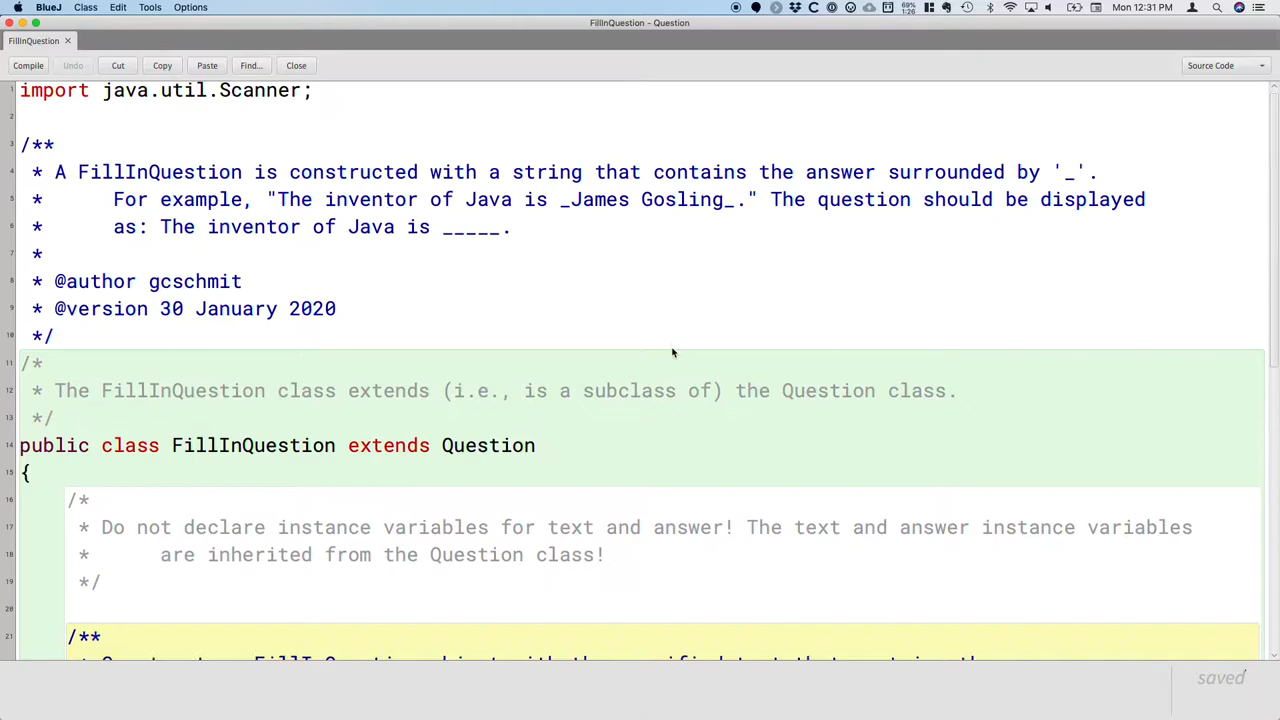 BlueJ Class Edit Tools Options 69% 1:26 Mon 12:31 PM
FillInQuestion - Question
FillInQuestion ×
Compile Undo Cut Copy Paste Find... Close Source Code
1 import java.util.Scanner;
2
3 /**
4 * A FillInQuestion is constructed with a string that contains the answer surrounded by '_'.
5 * For example, "The inventor of Java is _James Gosling_." The question should be displayed
6 * as: The inventor of Java is _____.
7 *
8 * @author gcschmit
9 * @version 30 January 2020
10 */
11 /*
12 * The FillInQuestion class extends (i.e., is a subclass of) the Question class.
13 */
14 public class FillInQuestion extends Question
15 {
16 /*
17 * Do not declare instance variables for text and answer! The text and answer instance variables
18 * are inherited from the Question class!
19 */
20
21 /**
saved